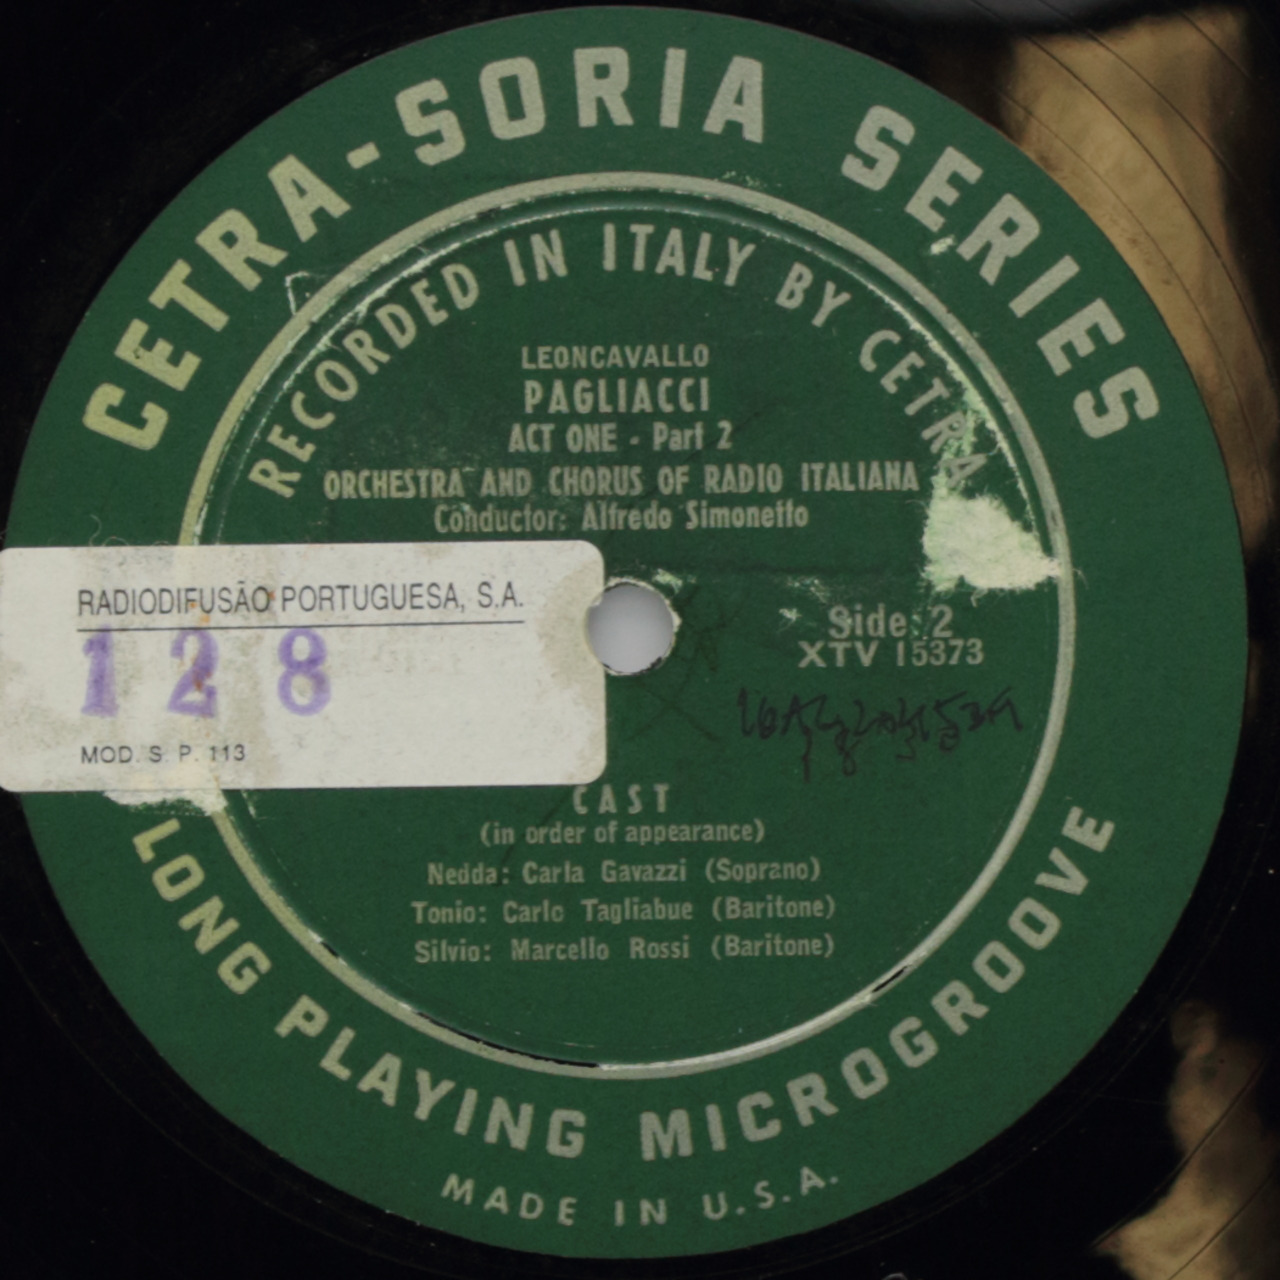 CETRA-SORIA SERIES
RECORDED IN ITALY BY CETRA
LEONCAVALLO
PAGLIACCI
ACT ONE - Part 2
ORCHESTRA AND CHORUS OF RADIO ITALIANA
Conductor: Alfredo Simonetto
RADIODIFUSÃO PORTUGUESA, S.A.
128
MOD. S. P. 113
Side 2
XTV 15373
CAST
(in order of appearance)
Nedda: Carla Gavazzi (Soprano)
Tonio: Carlo Tagliabue (Baritone)
Silvio: Marcello Rossi (Baritone)
LONG PLAYING MICROGROOVE
MADE IN U.S.A.